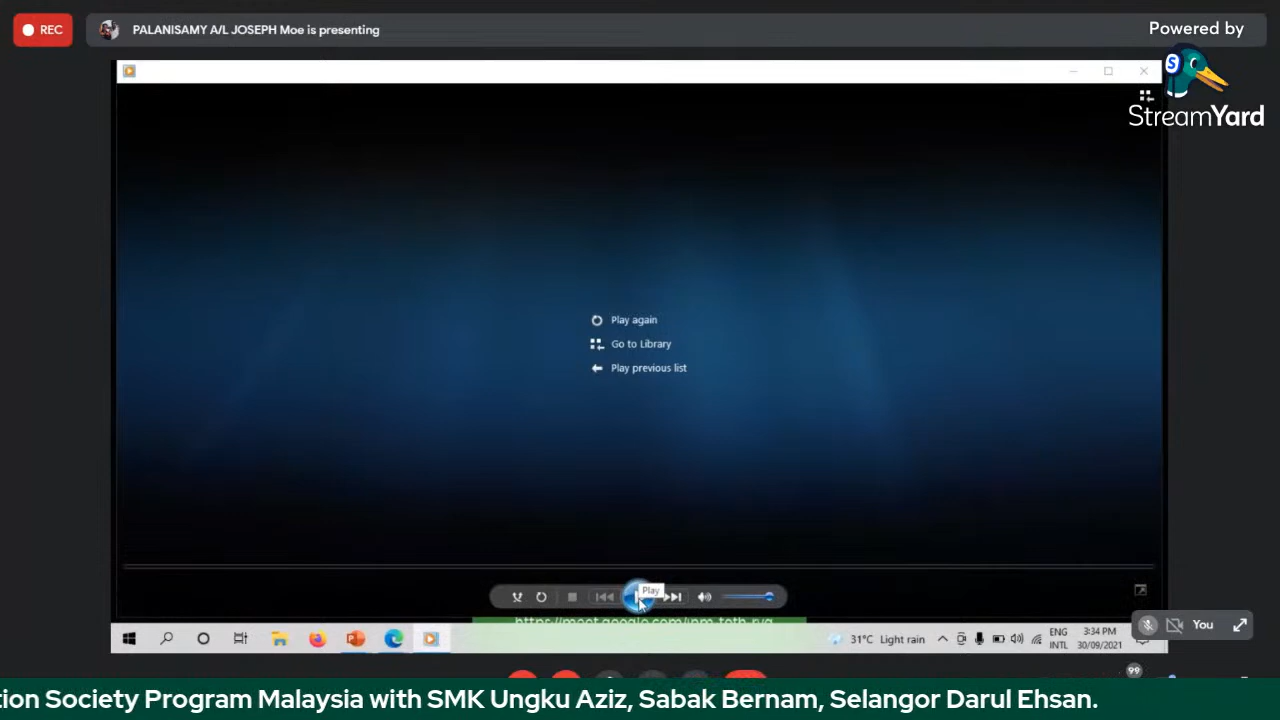 REC
PALANISAMY A/L JOSEPH Moe is presenting
Powered by
S
StreamYard
Play again
Go to Library
Play previous list
Play
31°C Light rain
ENG
INTL
3:34 PM
30/09/2021
You
99
tion Society Program Malaysia with SMK Ungku Aziz, Sabak Bernam, Selangor Darul Ehsan.